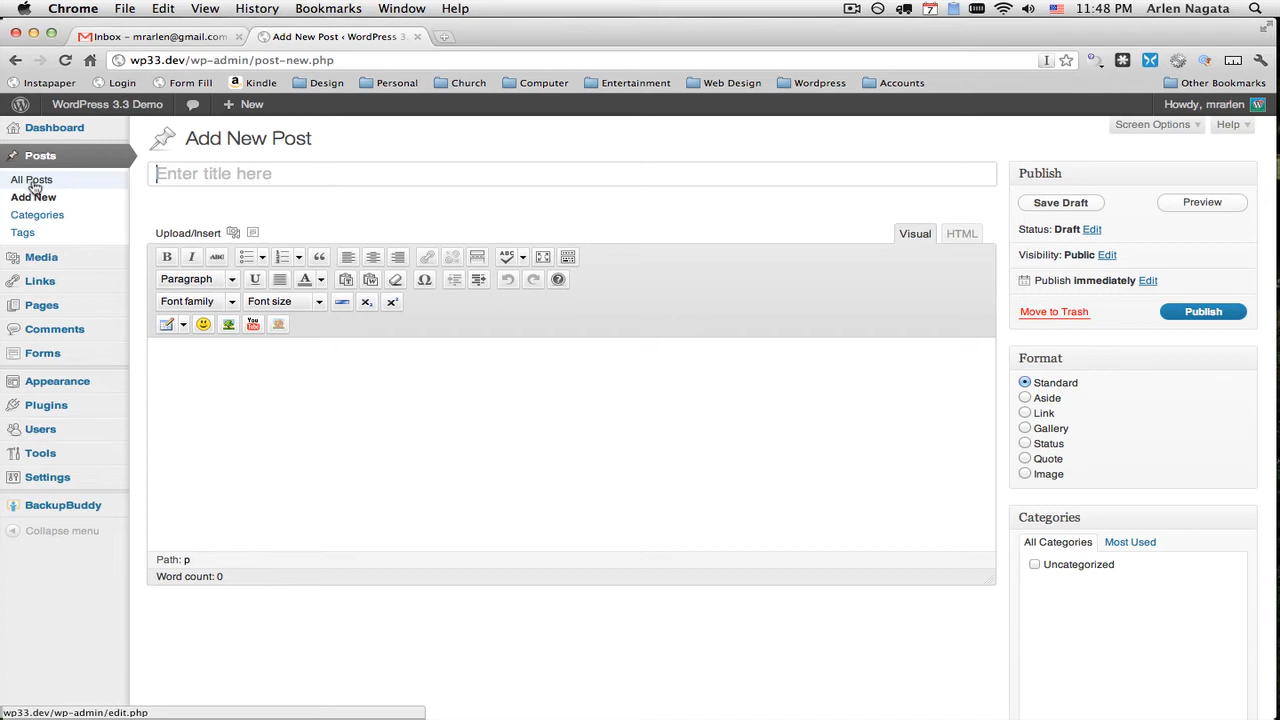 Chrome File Edit View History Bookmarks Window Help 7 11:48 PM Arlen Nagata
Inbox – mrarlen@gmail.com × Add New Post ‹ WordPress 3. ×
wp33.dev/wp-admin/post-new.php
Instapaper Login Form Fill Kindle Design Personal Church Computer Entertainment Web Design Wordpress Accounts Other Bookmarks
WordPress 3.3 Demo + New Howdy, mrarlen
Dashboard
Posts
All Posts
Add New
Categories
Tags
Media
Links
Pages
Comments
Forms
Appearance
Plugins
Users
Tools
Settings
BackupBuddy
Collapse menu
Add New Post
Screen Options Help
Enter title here
Upload/Insert Visual HTML
B I ABC ABC
Paragraph U A Ω
Font family Font size
You Tube
Path: p
Word count: 0
Publish
Save Draft Preview
Status: Draft Edit
Visibility: Public Edit
Publish immediately Edit
Move to Trash Publish
Format
Standard
Aside
Link
Gallery
Status
Quote
Image
Categories
All Categories Most Used
Uncategorized
wp33.dev/wp-admin/edit.php